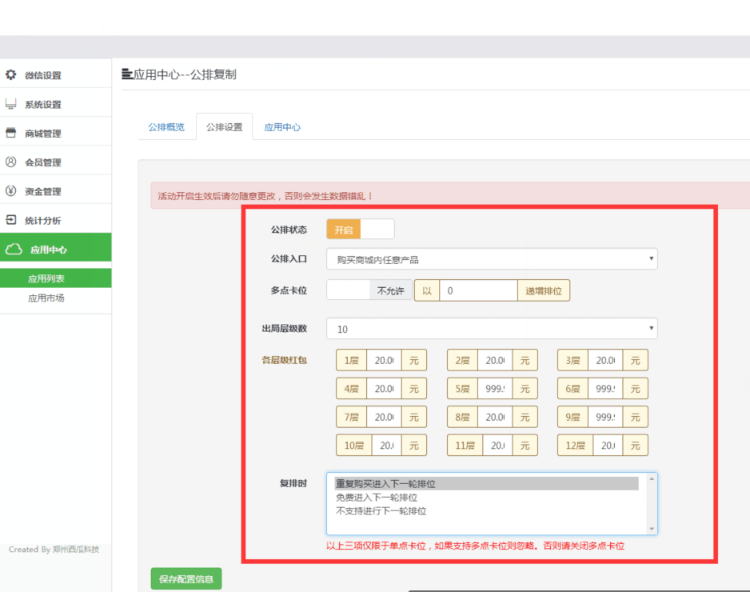 应用中心--公排复制
微信设置
系统设置
商城管理
会员管理
资金管理
统计分析
应用中心
应用列表
应用市场
Created By 郑州西瓜科技
公排概览 公排设置 应用中心
活动开启生效后请勿随意更改，否则会发生数据错乱！
公排状态 开启
公排入口 购买商城内任意产品
多点卡位 不允许 以 0 递增排位
出局层级数 10
各层级红包 1层 20.0 元 2层 20.0 元 3层 20.0 元
4层 20.0 元 5层 999. 元 6层 999. 元
7层 20.0 元 8层 20.0 元 9层 999. 元
10层 20. 元 11层 20. 元 12层 20. 元
复排时 重复购买进入下一轮排位
免费进入下一轮排位
不支持进行下一轮排位
以上三项仅限于单点卡位，如果支持多点卡位则忽略。否则请关闭多点卡位
保存配置信息